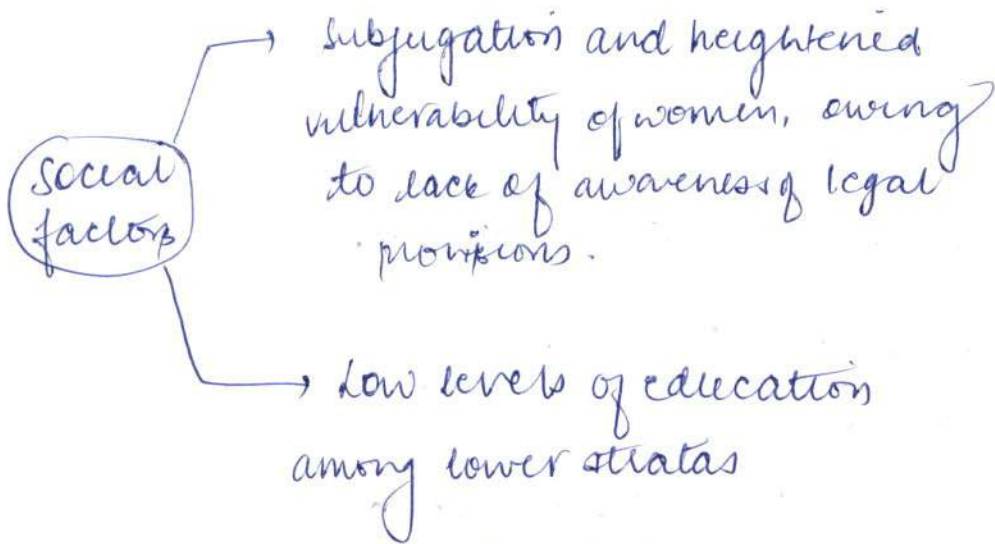 Social
factors
Subjugation and heightened
vulnerability of women, owing
to lack of awareness of legal
provisions.
Low levels of education
among lower stratas